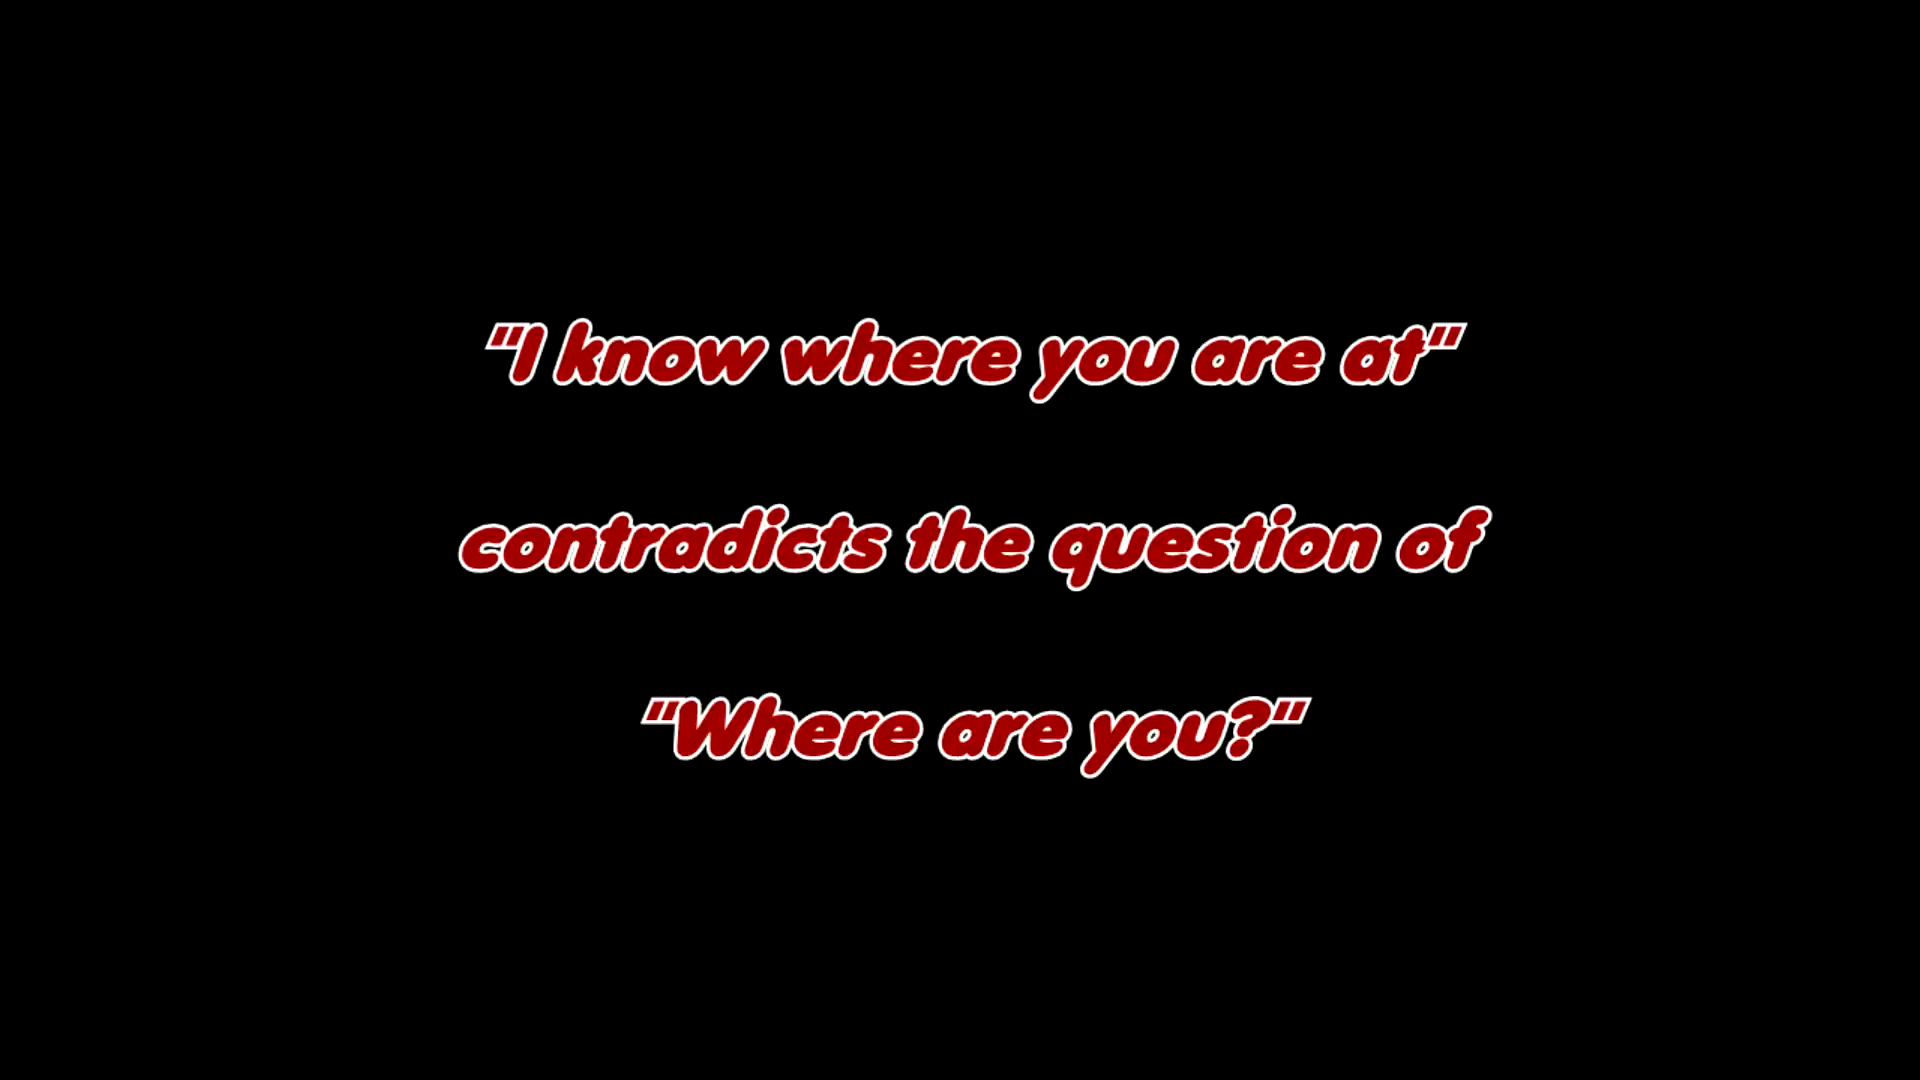 "I know where you are at"
contradicts the question of
"Where are you?"